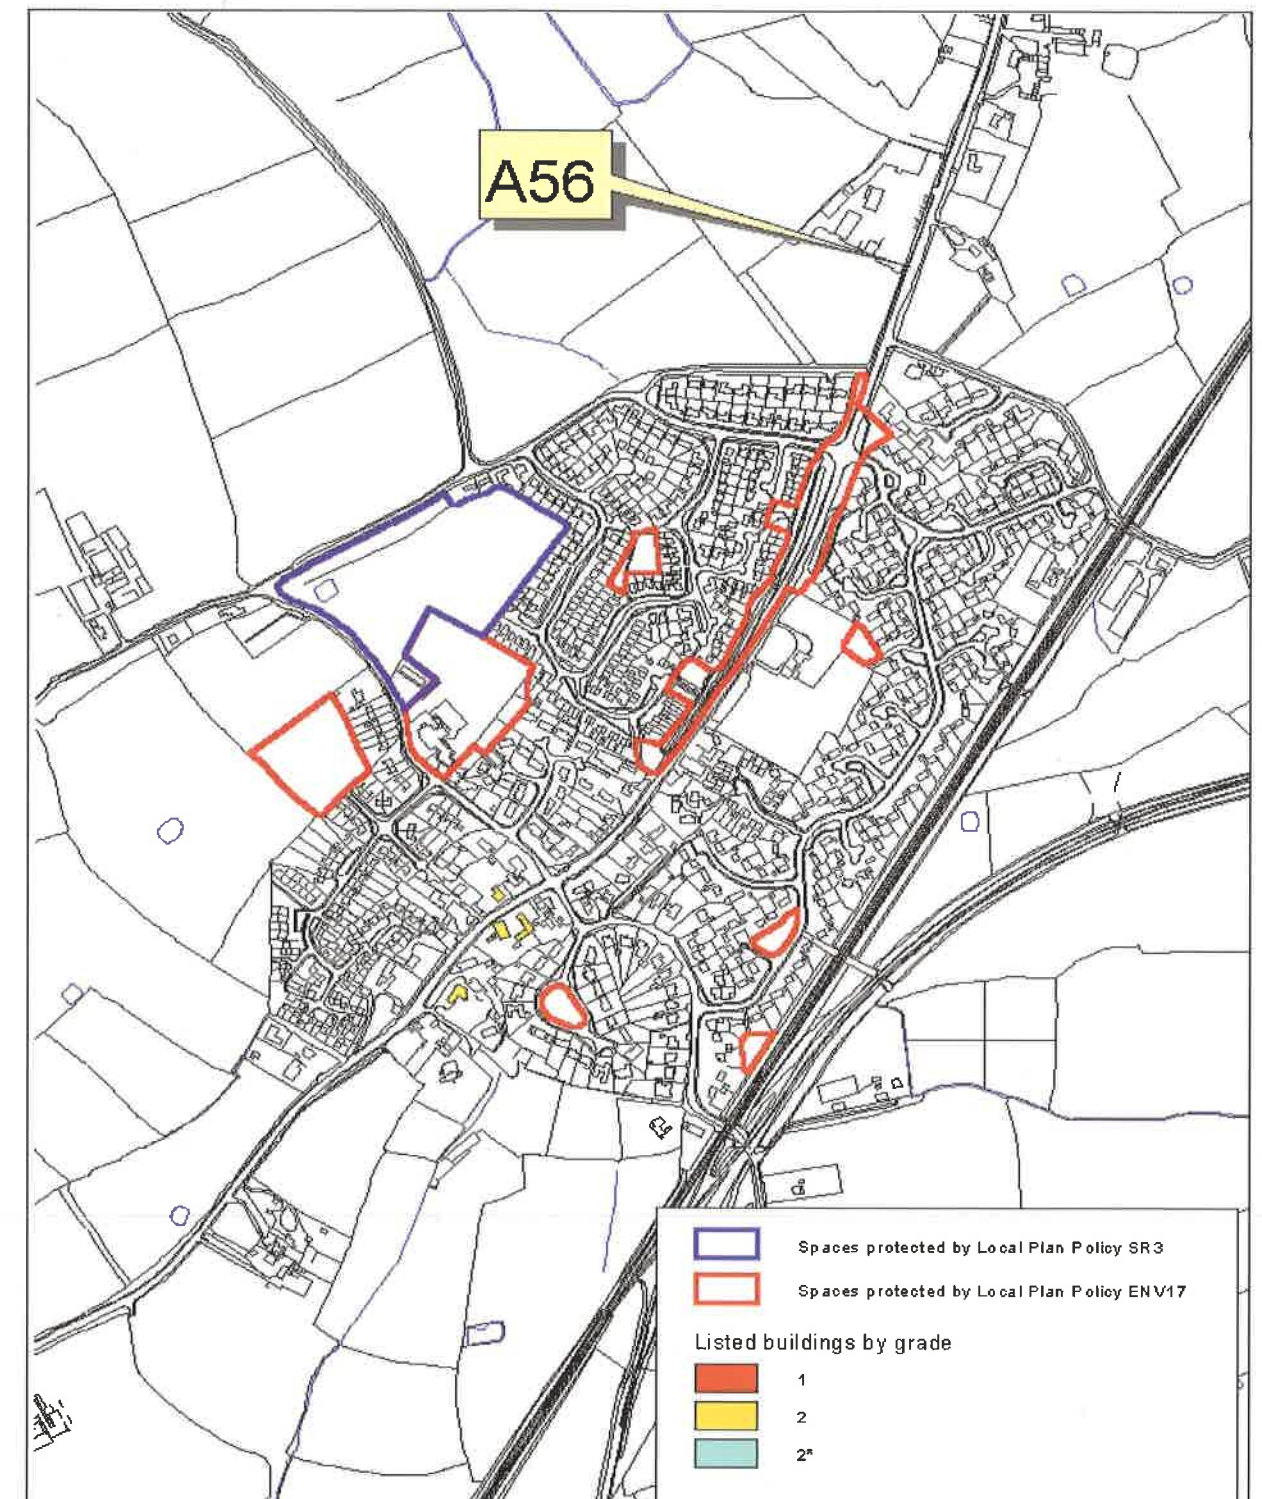 A56
Spaces protected by Local Plan Policy SR3
Spaces protected by Local Plan Policy ENV17
Listed buildings by grade
1
2
2*